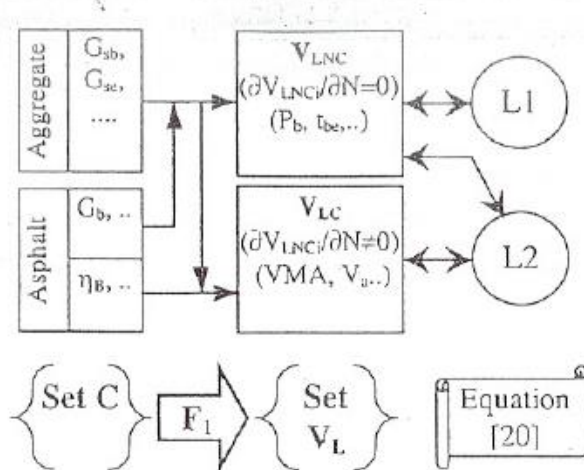 Aggregate
G_sb,
G_se,
....
Asphalt
G_b, ..
η_B, ..
V_LNC
(∂V_LNCi/∂N=0)
(P_b, t_be,..)
V_LC
(∂V_LNCi/∂N≠0)
(VMA, V_a..)
L1
L2
Set C
F_1
Set
V_L
Equation
[20]